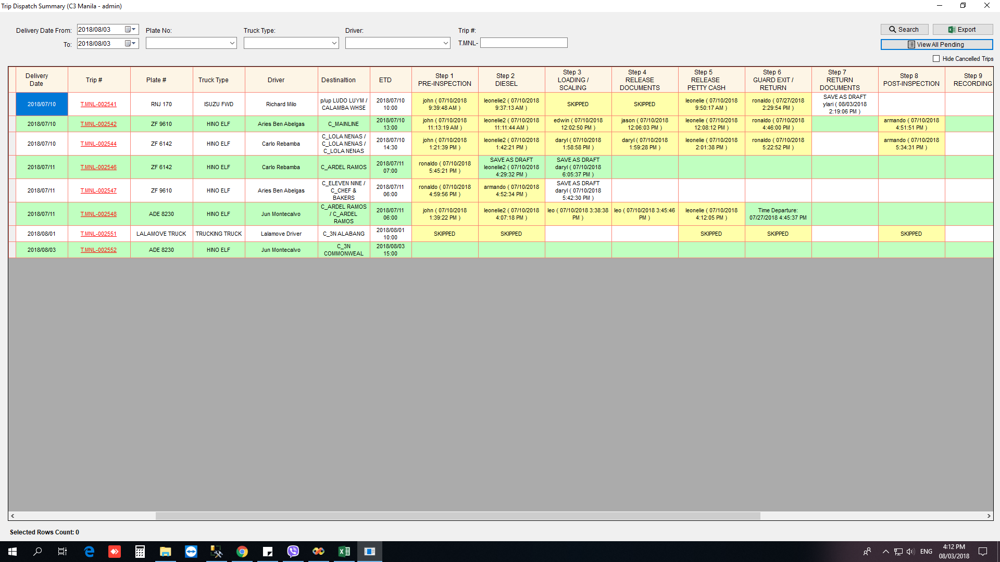 Trip Dispatch Summary (C3 Manila - admin)
Delivery Date From: 2018/08/03 Plate No: Truck Type: Driver: Trip #: Search Export
To: 2018/08/03 T.MNL- View All Pending
Hide Cancelled Trips
Delivery Date Trip # Plate # Truck Type Driver Destinaltion ETD Step 1 PRE-INSPECTION Step 2 DIESEL Step 3 LOADING / SCALING Step 4 RELEASE DOCUMENTS Step 5 RELEASE PETTY CASH Step 6 GUARD EXIT / RETURN Step 7 RETURN DOCUMENTS Step 8 POST-INSPECTION Step 9 RECORDING
2018/07/10 T.MNL-002541 RNJ 170 ISUZU FWD Richard Milo p/up LUDO LUYM / CALAMBA WHSE 2018/07/10 10:00 john ( 07/10/2018 9:39:48 AM ) leonelie2 ( 07/10/2018 9:37:13 AM ) SKIPPED SKIPPED leonelie ( 07/10/2018 9:50:17 AM ) ronaldo ( 07/27/2018 2:29:54 PM ) SAVE AS DRAFT ylari ( 08/03/2018 2:19:06 PM )
2018/07/10 T.MNL-002542 ZF 9610 HINO ELF Aries Ben Abelgas C_MAINLINE 2018/07/10 13:00 john ( 07/10/2018 11:13:19 AM ) leonelie2 ( 07/10/2018 11:11:44 AM ) edwin ( 07/10/2018 12:02:50 PM ) jason ( 07/10/2018 12:06:03 PM ) leonelie ( 07/10/2018 12:08:12 PM ) ronaldo ( 07/10/2018 4:46:00 PM ) armando ( 07/10/2018 4:51:51 PM )
2018/07/10 T.MNL-002544 ZF 6142 HINO ELF Carlo Rebamba C_LOLA NENAS / C_LOLA NENAS / C_LOLA NENAS 2018/07/10 14:30 john ( 07/10/2018 1:21:39 PM ) leonelie2 ( 07/10/2018 1:42:21 PM ) daryl ( 07/10/2018 1:58:58 PM ) daryl ( 07/10/2018 1:59:28 PM ) leonelie ( 07/10/2018 2:01:38 PM ) ronaldo ( 07/10/2018 5:22:52 PM ) armando ( 07/10/2018 5:34:31 PM )
2018/07/11 T.MNL-002546 ZF 6142 HINO ELF Carlo Rebamba C_ARDEL RAMOS 2018/07/11 07:00 ronaldo ( 07/10/2018 5:45:21 PM ) SAVE AS DRAFT leonelie2 ( 07/10/2018 4:29:32 PM ) SAVE AS DRAFT daryl ( 07/10/2018 6:05:37 PM )
2018/07/11 T.MNL-002547 ZF 9610 HINO ELF Aries Ben Abelgas C_ELEVEN NINE / C_CHEF & BAKERS 2018/07/11 06:00 ronaldo ( 07/10/2018 4:59:56 PM ) armando ( 07/10/2018 4:52:34 PM ) SAVE AS DRAFT daryl ( 07/10/2018 5:42:30 PM )
2018/07/11 T.MNL-002548 ADE 8230 HINO ELF Jun Montecalvo C_ARDEL RAMOS / C_ARDEL RAMOS 2018/07/11 06:00 john ( 07/10/2018 1:39:22 PM ) leonelie2 ( 07/10/2018 4:07:18 PM ) leo ( 07/10/2018 3:38:38 PM ) leo ( 07/10/2018 3:45:46 PM ) leonelie ( 07/10/2018 4:12:05 PM ) Time Departure: 07/27/2018 4:45:37 PM
2018/08/01 T.MNL-002551 LALAMOVE TRUCK TRUCKING TRUCK Lalamove Driver C_3N ALABANG 2018/08/01 10:00 SKIPPED SKIPPED SKIPPED SKIPPED SKIPPED
2018/08/03 T.MNL-002552 ADE 8230 HINO ELF Jun Montecalvo C_3N COMMONWEAL 2018/08/03 15:00
Selected Rows Count: 0
ENG 4:12 PM
08/03/2018